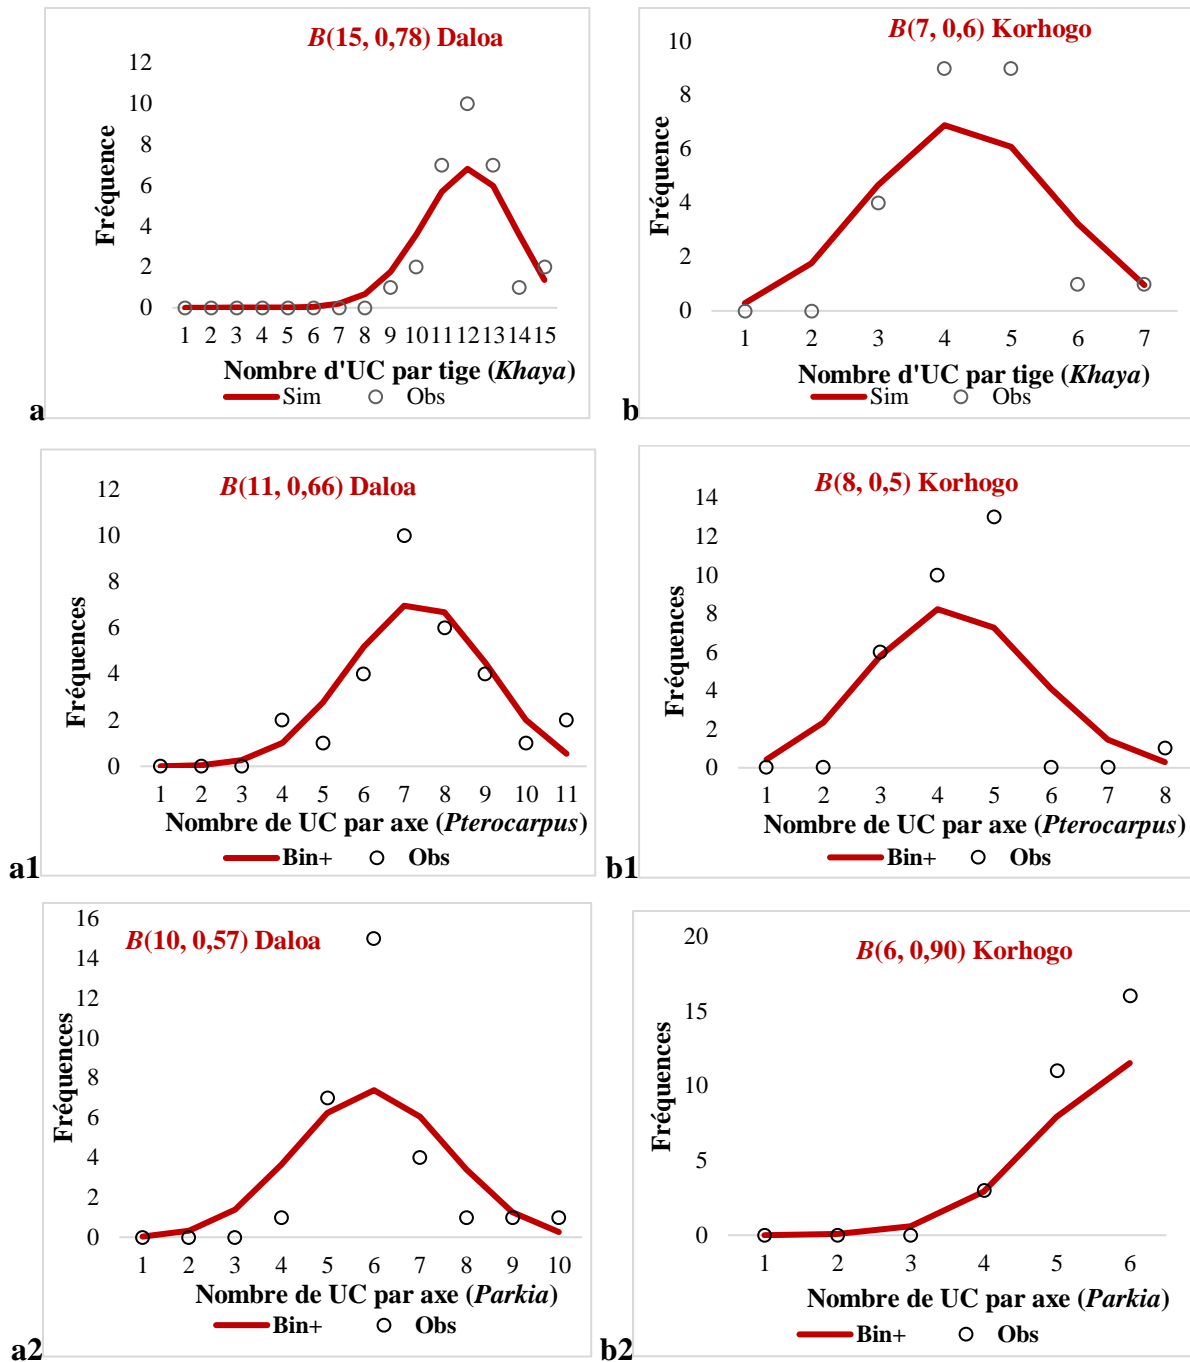 B(15, 0,78) Daloa
Fréquence
12
10
8
6
4
2
0
1 2 3 4 5 6 7 8 9 10 11 12 13 14 15
Nombre d'UC par tige (Khaya)
Sim Obs
a
B(7, 0,6) Korhogo
Fréquence
10
8
6
4
2
0
1 2 3 4 5 6 7
Nombre d'UC par tige (Khaya)
Sim Obs
b
B(11, 0,66) Daloa
Fréquences
12
10
8
6
4
2
0
1 2 3 4 5 6 7 8 9 10 11
Nombre de UC par axe (Pterocarpus)
Bin+ Obs
a1
B(8, 0,5) Korhogo
Fréquences
14
12
10
8
6
4
2
0
1 2 3 4 5 6 7 8
Nombre de UC par axe (Pterocarpus)
Bin+ Obs
b1
B(10, 0,57) Daloa
Fréquences
16
14
12
10
8
6
4
2
0
1 2 3 4 5 6 7 8 9 10
Nombre de UC par axe (Parkia)
Bin+ Obs
a2
B(6, 0,90) Korhogo
Fréquences
20
15
10
5
0
1 2 3 4 5 6
Nombre de UC par axe (Parkia)
Bin+ Obs
b2